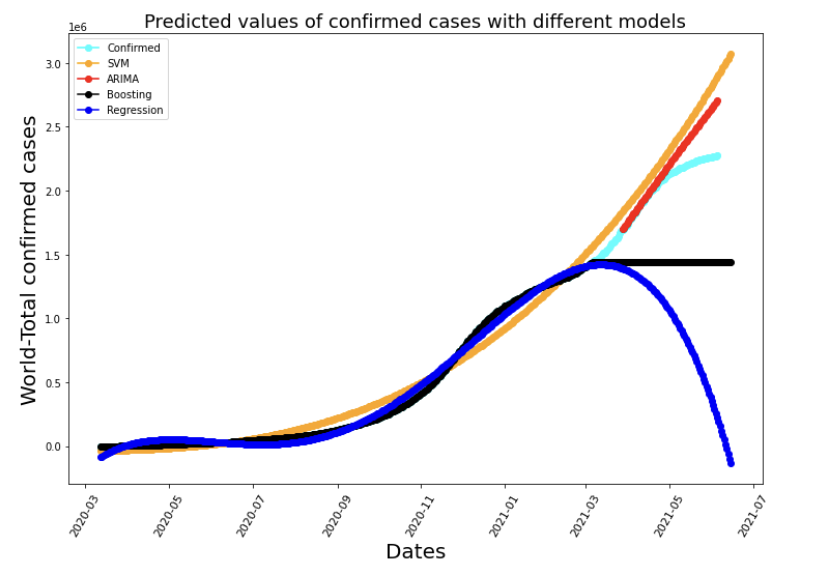 Predicted values of confirmed cases with different models
1e6
Confirmed
SVM
ARIMA
Boosting
Regression
3.0
2.5
2.0
1.5
1.0
0.5
0.0
World-Total confirmed cases
2020-03
2020-05
2020-07
2020-09
2020-11
2021-01
2021-03
2021-05
2021-07
Dates